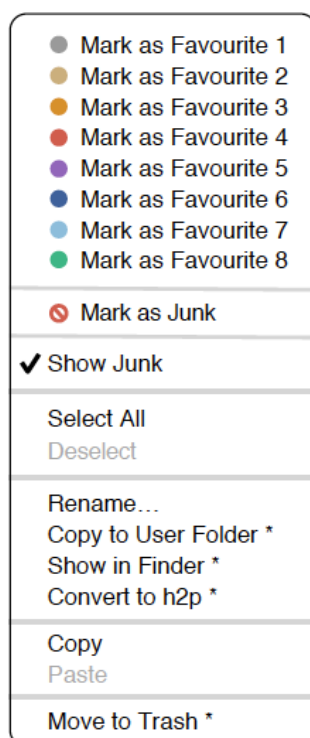 Mark as Favourite 1
Mark as Favourite 2
Mark as Favourite 3
Mark as Favourite 4
Mark as Favourite 5
Mark as Favourite 6
Mark as Favourite 7
Mark as Favourite 8
Mark as Junk
Show Junk
Select All
Deselect
Rename…
Copy to User Folder *
Show in Finder *
Convert to h2p *
Copy
Paste
Move to Trash *